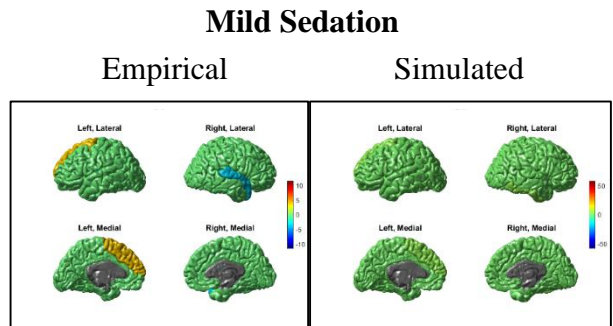 Mild Sedation
Empirical
Simulated
Left, Lateral
Right, Lateral
Left, Medial
Right, Medial
10
5
0
-5
-10
Left, Lateral
Right, Lateral
Left, Medial
Right, Medial
50
0
-50